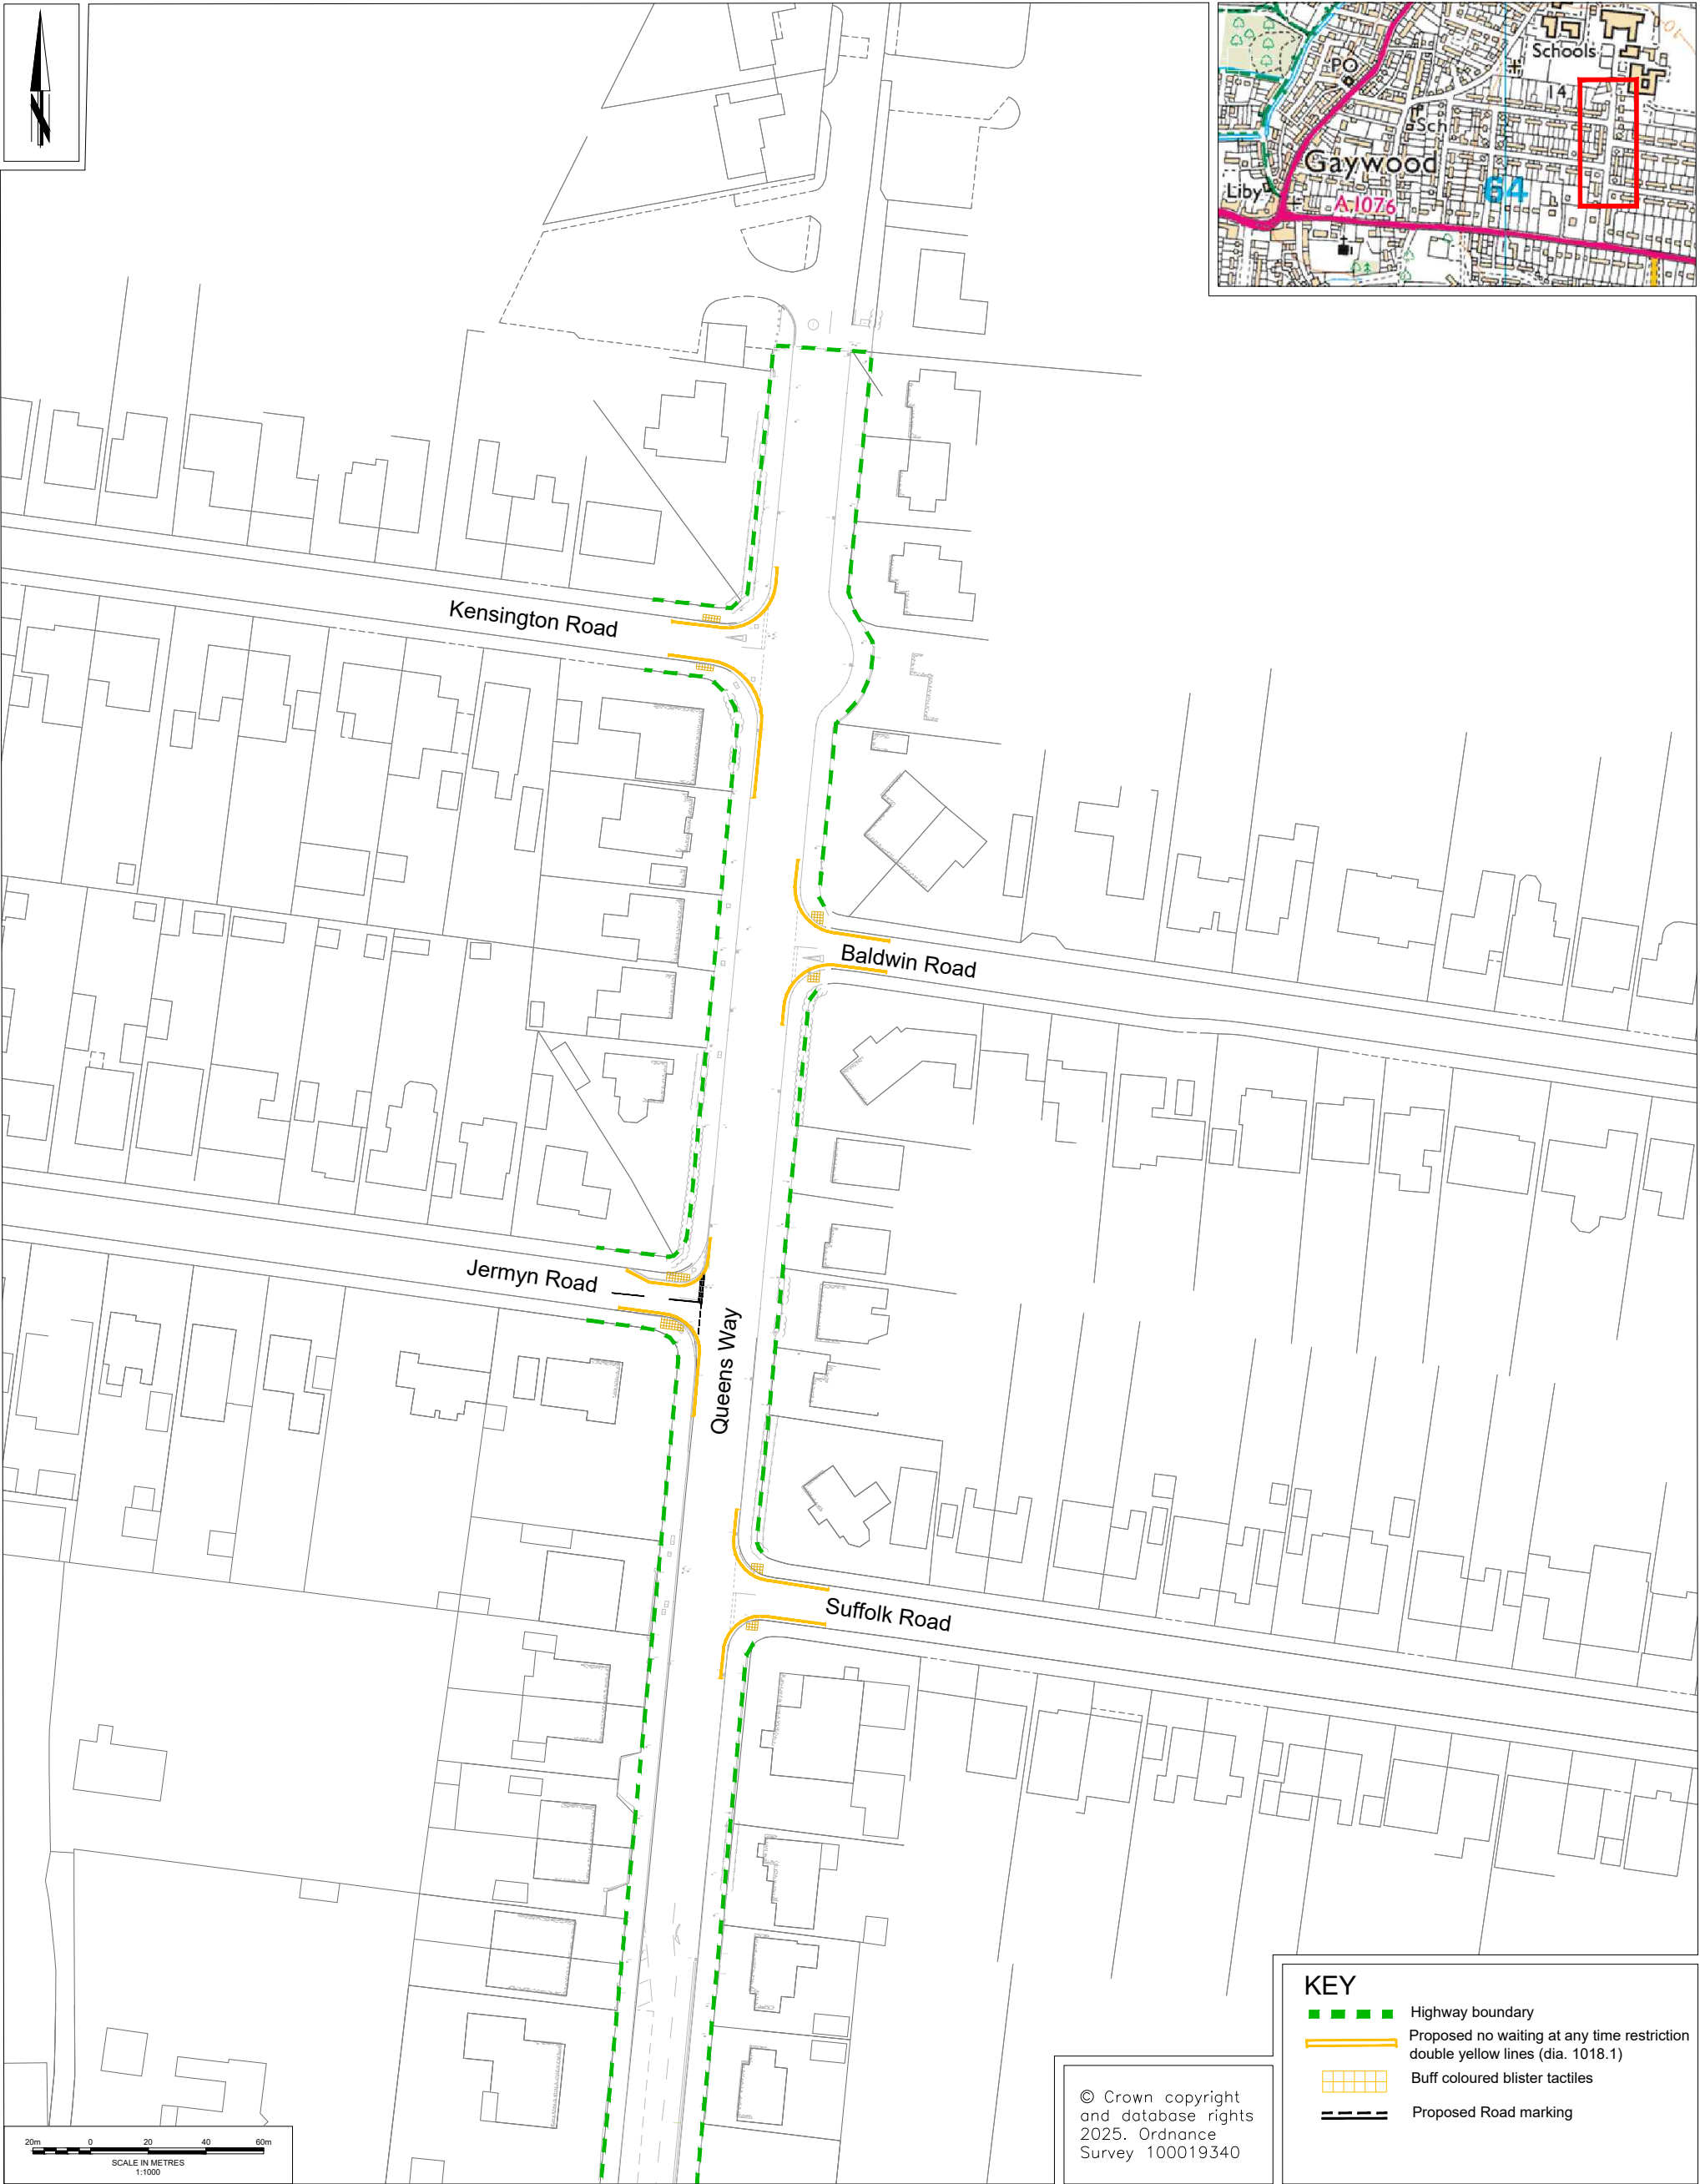 N
Schools
PO
14
Sch
Gaywood
Liby
64
A 1076
10
Kensington Road
Baldwin Road
Jermyn Road
Queens Way
Suffolk Road
KEY
Highway boundary
Proposed no waiting at any time restriction
double yellow lines (dia. 1018.1)
Buff coloured blister tactiles
Proposed Road marking
© Crown copyright
and database rights
2025. Ordnance
Survey 100019340
20m 0 20 40 60m
SCALE IN METRES
1:1000